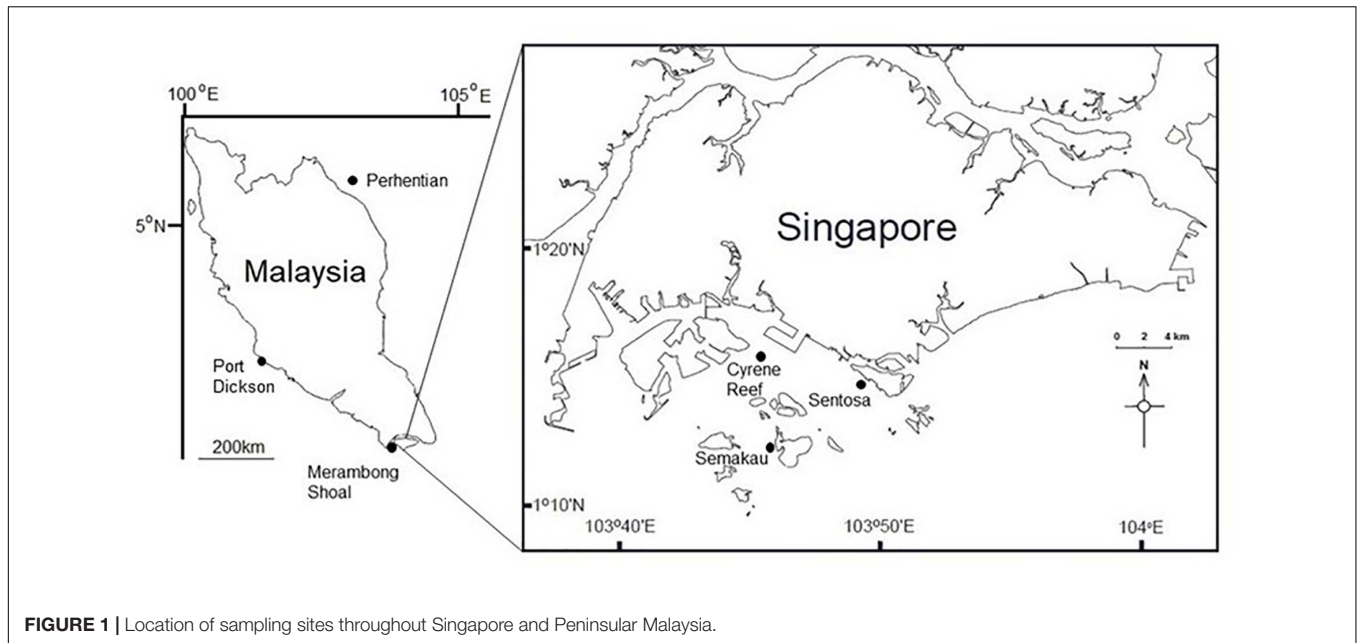 100°E
105°E
Perhentian
5°N
Malaysia
Port
Dickson
200km
Merambong
Shoal
Singapore
1°20'N
0 2 4 km
N
Cyrene
Reef
Sentosa
Semakau
1°10'N
103°40'E
103°50'E
104°E
FIGURE 1 | Location of sampling sites throughout Singapore and Peninsular Malaysia.